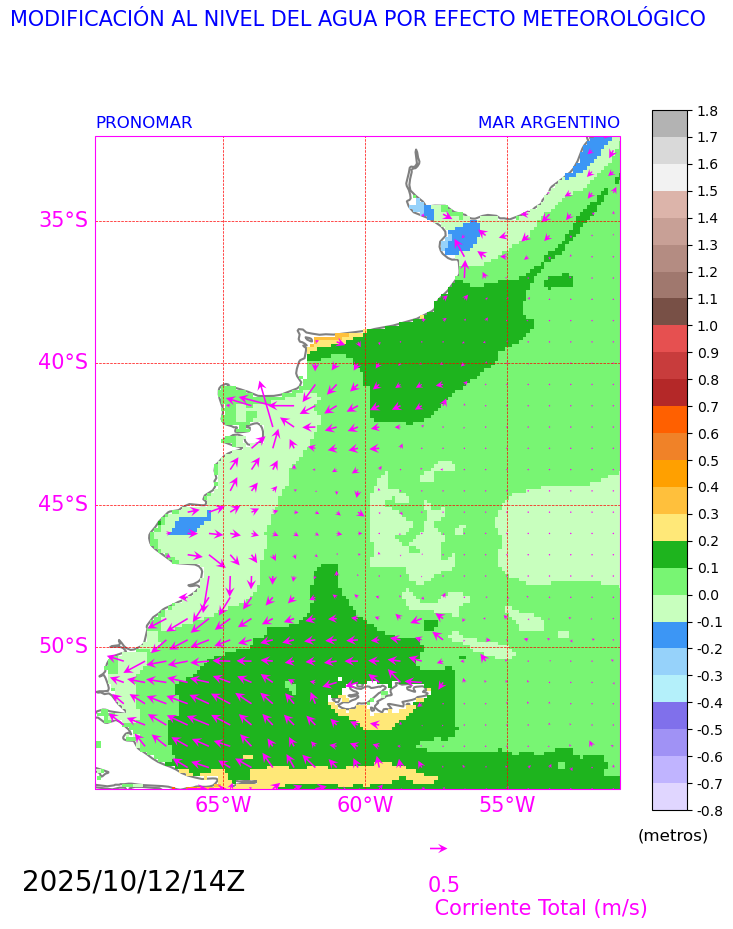 MODIFICACIÓN AL NIVEL DEL AGUA POR EFECTO METEOROLÓGICO
PRONOMAR
MAR ARGENTINO
35°S
40°S
45°S
50°S
65°W
60°W
55°W
1.8
1.7
1.6
1.5
1.4
1.3
1.2
1.1
1.0
0.9
0.8
0.7
0.6
0.5
0.4
0.3
0.2
0.1
0.0
-0.1
-0.2
-0.3
-0.4
-0.5
-0.6
-0.7
-0.8
(metros)
2025/10/12/14Z
0.5
Corriente Total (m/s)